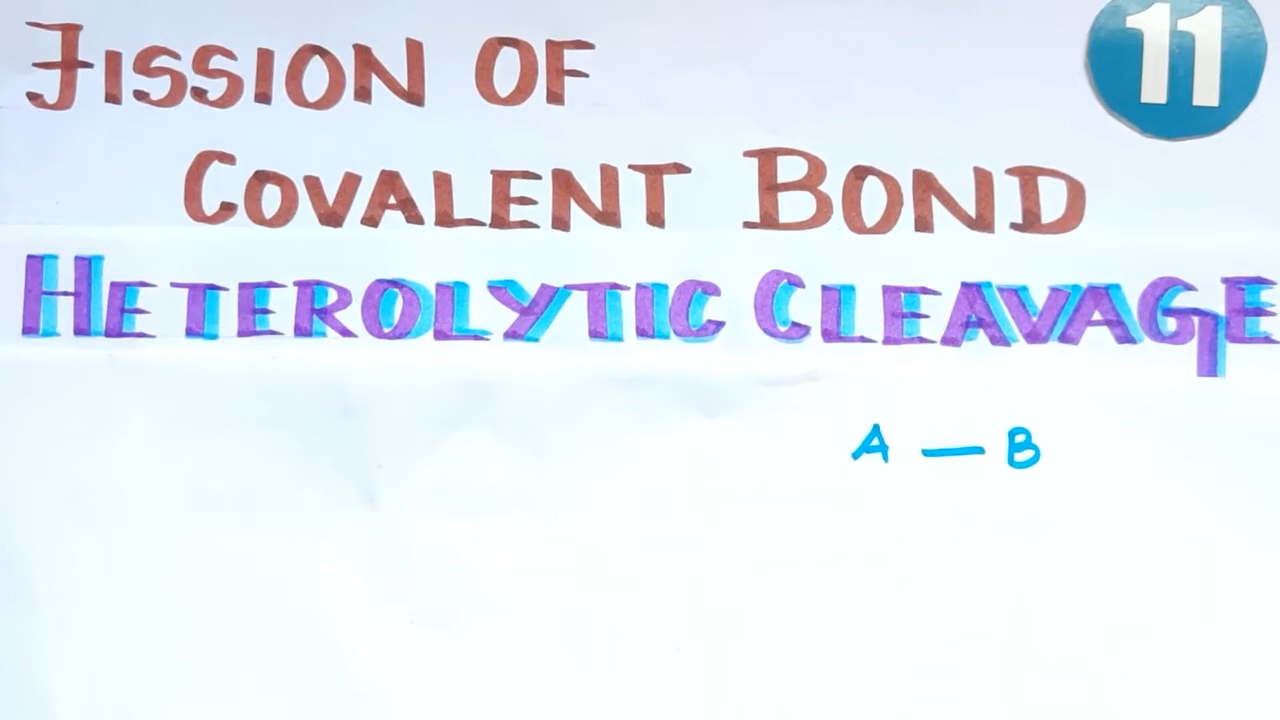 FISSION OF
11
COVALENT BOND
HETEROLYTIC CLEAVAGE
A — B